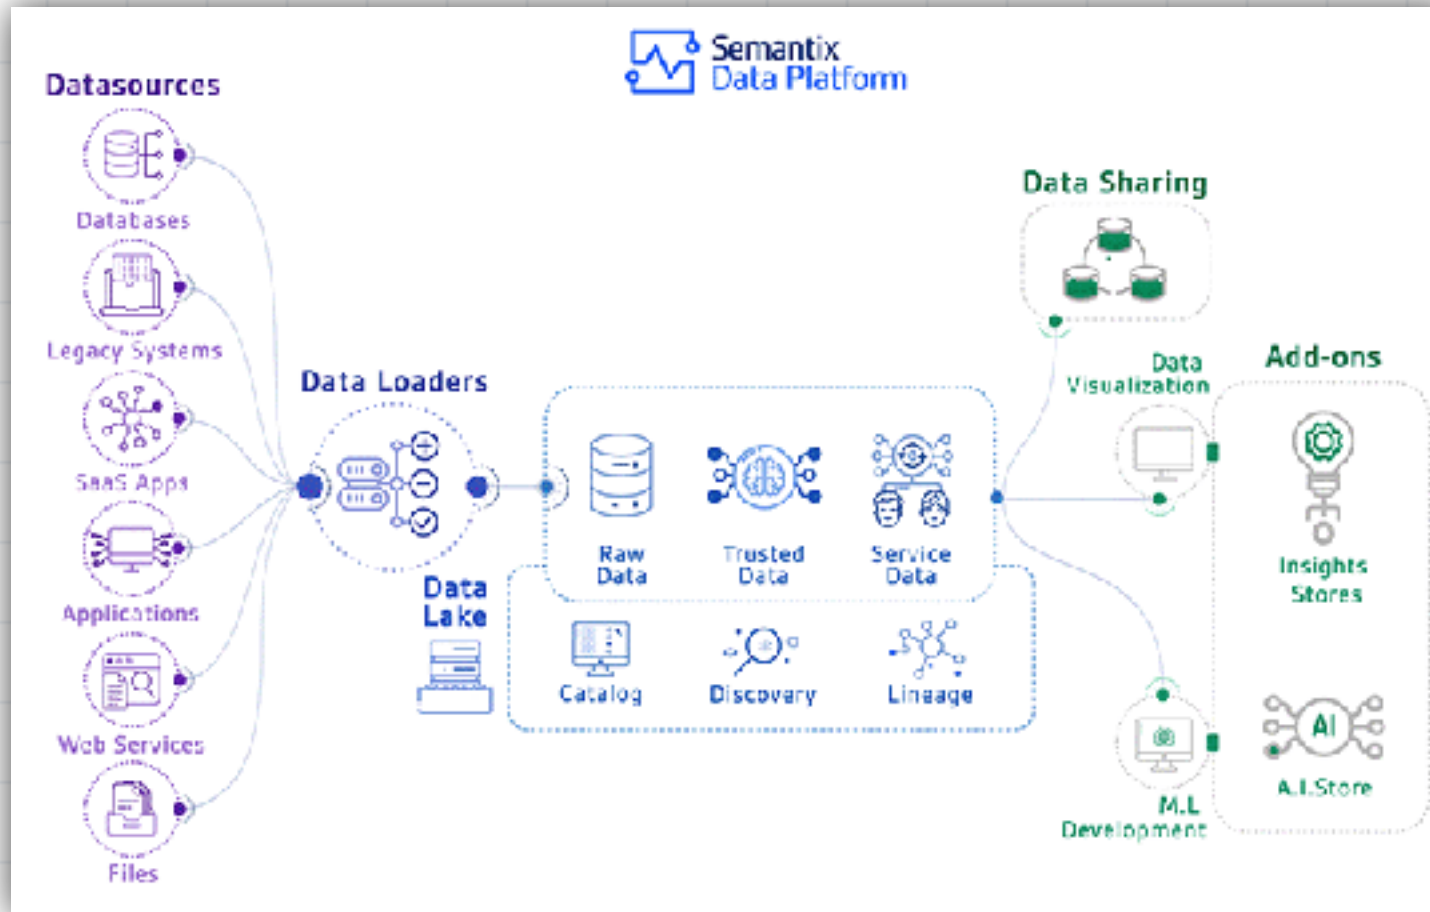 Semantix
Data Platform
Datasources
Databases
Legacy Systems
SaaS Apps
Applications
Web Services
Files
Data Loaders
Data
Lake
Raw
Data
Trusted
Data
Service
Data
Catalog
Discovery
Lineage
Data Sharing
Data
Visualization
M.L
Development
Add-ons
Insights
Stores
AI
A.I.Store